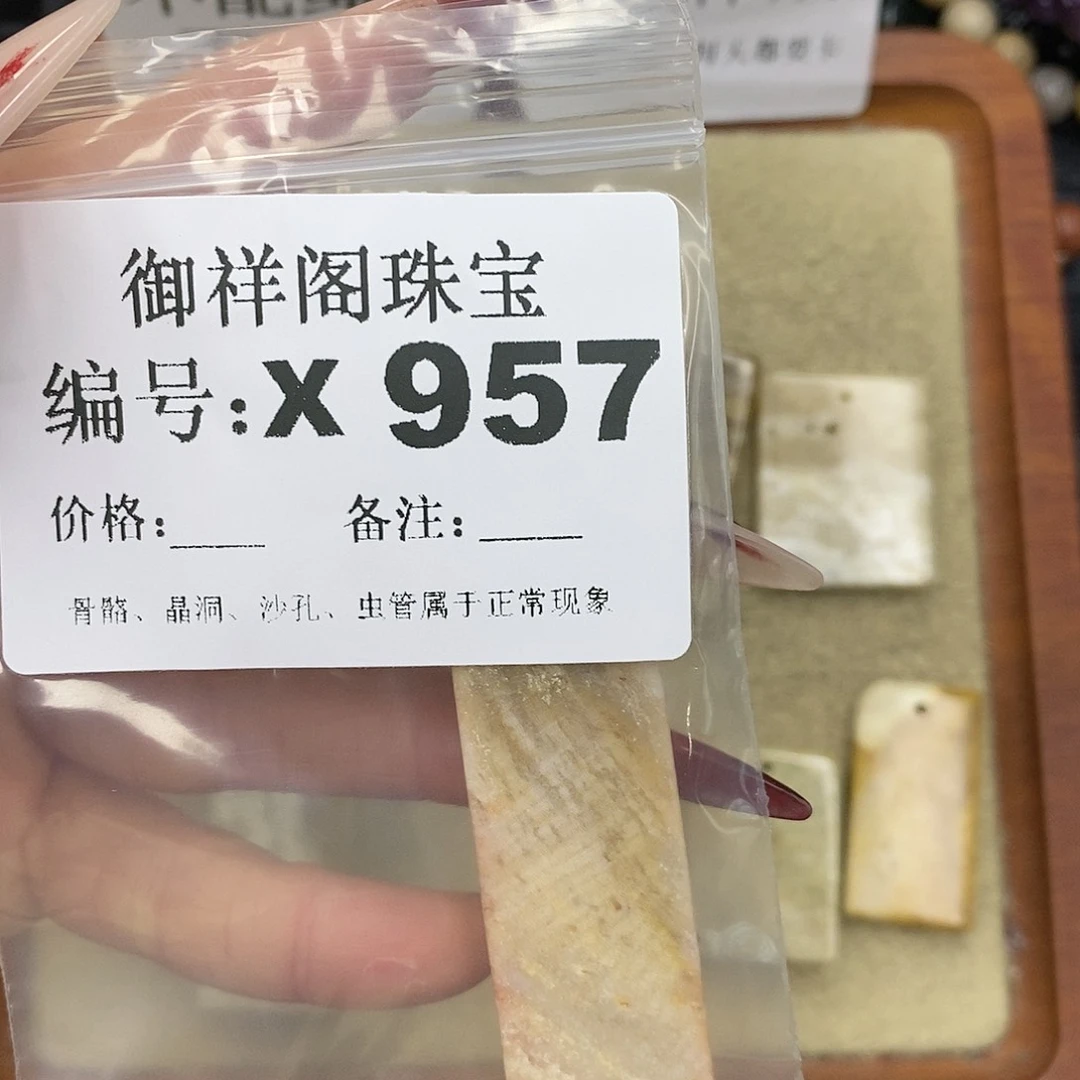 御祥阁珠宝
编号:X 957
价格:___ 备注:____
骨骼、晶洞、沙孔、虫管属于正常现象